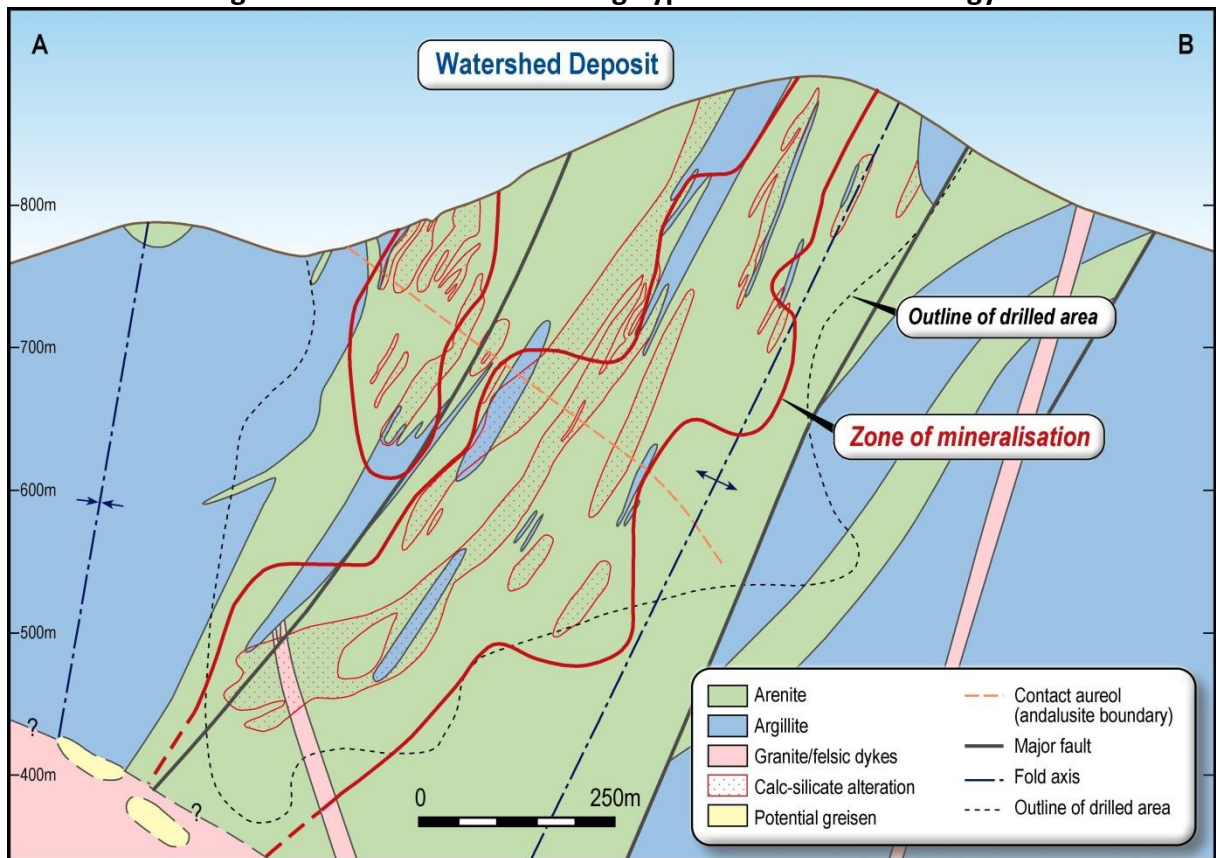 A
B
Watershed Deposit
800m
700m
600m
500m
400m
Outline of drilled area
Zone of mineralisation
?
?
0
250m
Arenite
Argillite
Granite/felsic dykes
Calc-silicate alteration
Potential greisen
Contact aureol
(andalusite boundary)
Major fault
Fold axis
Outline of drilled area